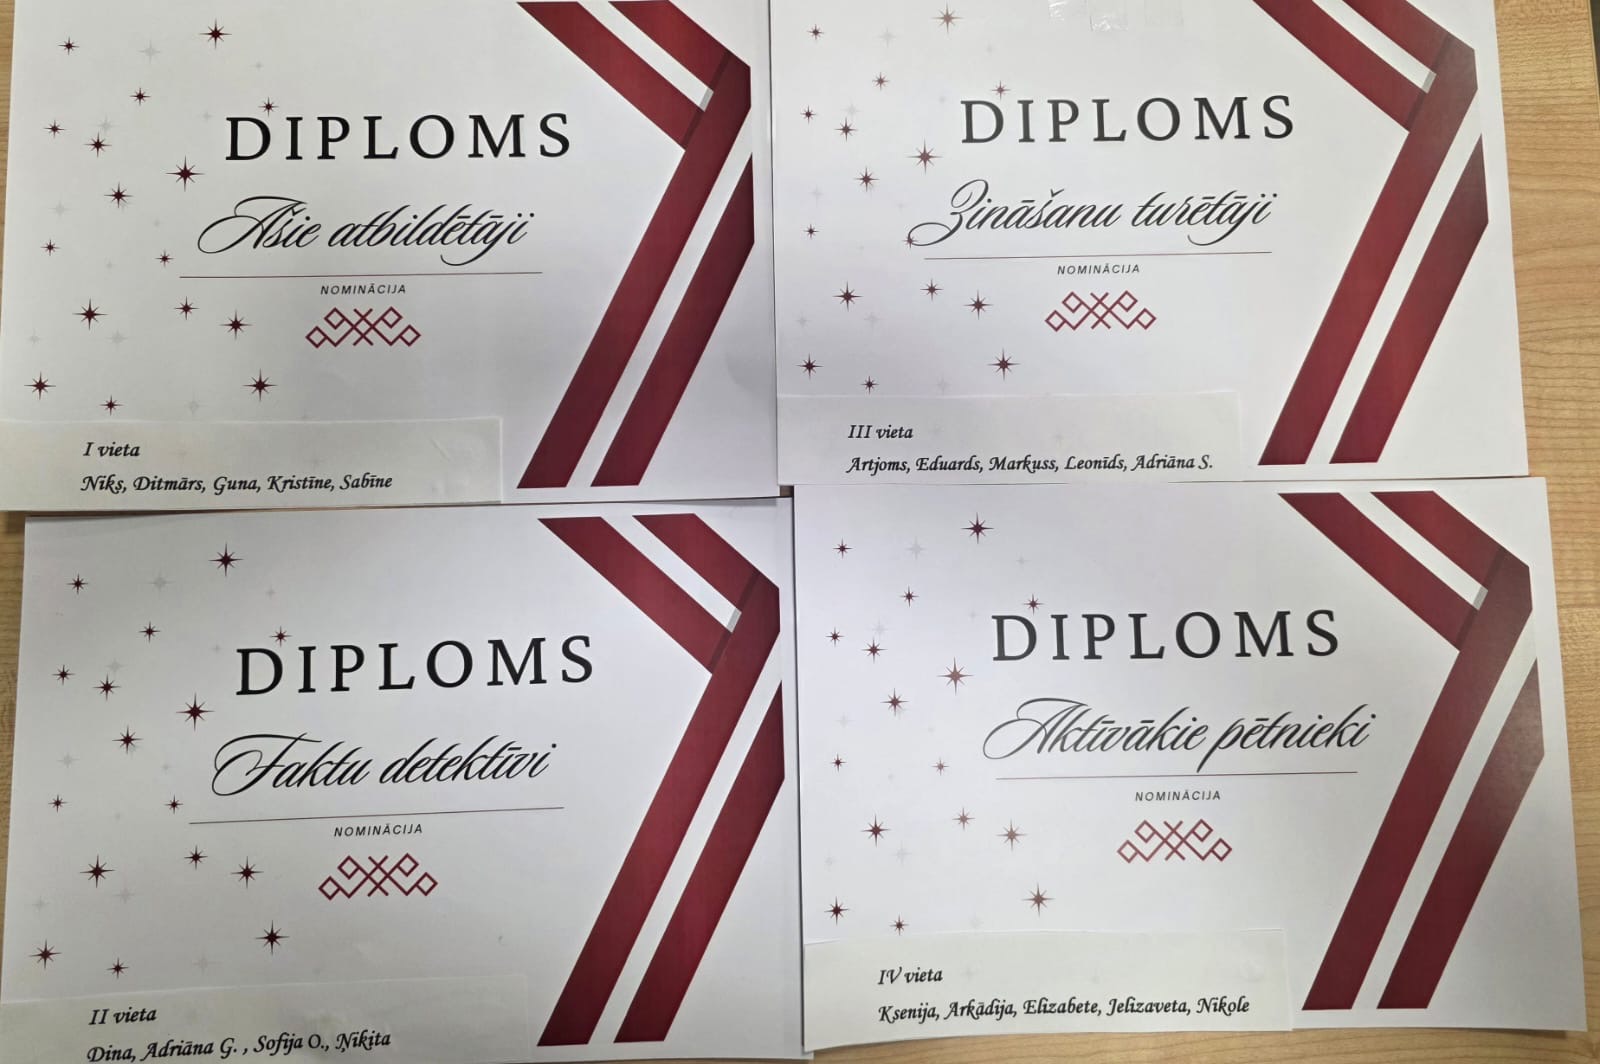 DIPLOMS
Ašie atbildētāji
NOMINĀCIJA
I vieta
Niks, Ditmārs, Guna, Kristīne, Sabīne
DIPLOMS
Zināšanu turētāji
NOMINĀCIJA
III vieta
Artjoms, Eduards, Markuss, Leonīds, Adriāna S.
DIPLOMS
Faktu detektīvi
NOMINĀCIJA
II vieta
Dina, Adriāna G. , Sofija O., Ņikita
DIPLOMS
Aktīvākie pētnieki
NOMINĀCIJA
IV vieta
Ksenija, Arkādija, Elizabete, Jelizaveta, Nikole